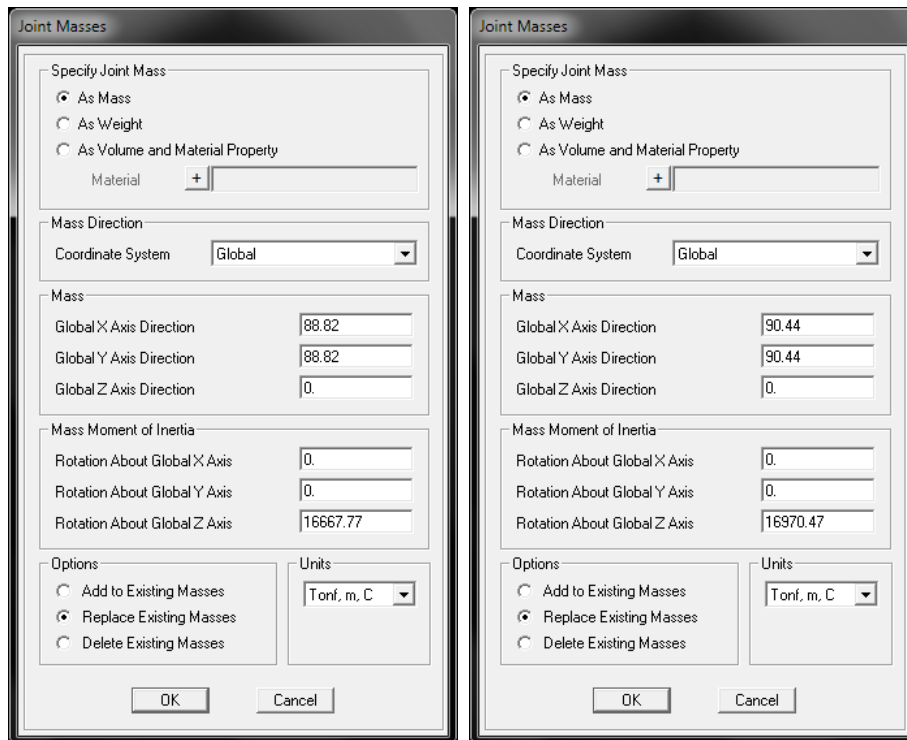 Joint Masses
Specify Joint Mass
As Mass
As Weight
As Volume and Material Property
Material +
Mass Direction
Coordinate System Global
Mass
Global X Axis Direction 88.82
Global Y Axis Direction 88.82
Global Z Axis Direction 0.
Mass Moment of Inertia
Rotation About Global X Axis 0.
Rotation About Global Y Axis 0.
Rotation About Global Z Axis 16667.77
Options
Add to Existing Masses
Replace Existing Masses
Delete Existing Masses
Units
Tonf, m, C
OK Cancel
Joint Masses
Specify Joint Mass
As Mass
As Weight
As Volume and Material Property
Material +
Mass Direction
Coordinate System Global
Mass
Global X Axis Direction 90.44
Global Y Axis Direction 90.44
Global Z Axis Direction 0.
Mass Moment of Inertia
Rotation About Global X Axis 0.
Rotation About Global Y Axis 0.
Rotation About Global Z Axis 16970.47
Options
Add to Existing Masses
Replace Existing Masses
Delete Existing Masses
Units
Tonf, m, C
OK Cancel